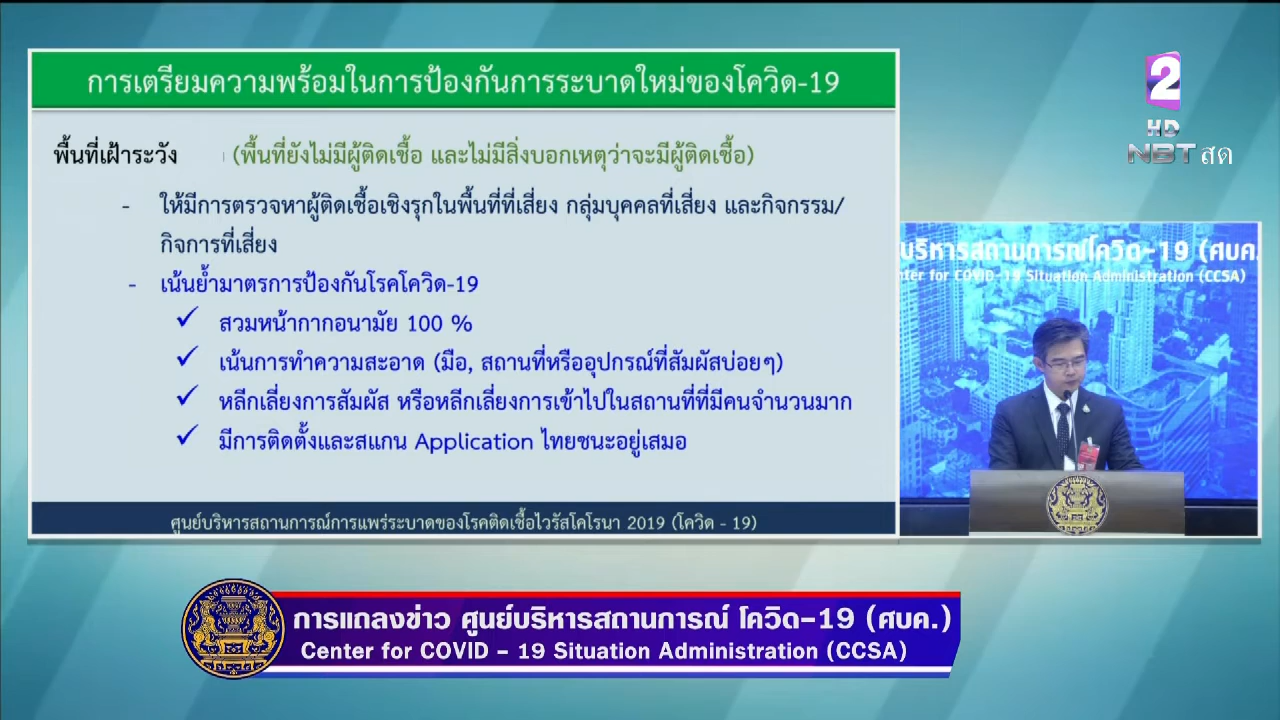 การเตรียมความพร้อมในการป้องกันการระบาดใหม่ของโควิด-19
พื้นที่เฝ้าระวัง (พื้นที่ยังไม่มีผู้ติดเชื้อ และไม่มีสิ่งบอกเหตุว่าจะมีผู้ติดเชื้อ)
- ให้มีการตรวจหาผู้ติดเชื้อเชิงรุกในพื้นที่ที่เสี่ยง กลุ่มบุคคลที่เสี่ยง และกิจกรรม/
กิจการที่เสี่ยง
- เน้นย้ำมาตรการป้องกันโรคโควิด-19
✓ สวมหน้ากากอนามัย 100 %
✓ เน้นการทำความสะอาด (มือ, สถานที่หรืออุปกรณ์ที่สัมผัสบ่อยๆ)
✓ หลีกเลี่ยงการสัมผัส หรือหลีกเลี่ยงการเข้าไปในสถานที่ที่มีคนจำนวนมาก
✓ มีการติดตั้งและสแกน Application ไทยชนะอยู่เสมอ
ศูนย์บริหารสถานการณ์การแพร่ระบาดของโรคติดเชื้อไวรัสโคโรนา 2019 (โควิด - 19)
2
HD
NBT สด
บริหารสถานการณ์โควิด-19 (ศบค.
nter for COVID-19 Situation Administration (CCSA)
การแถลงข่าว ศูนย์บริหารสถานการณ์ โควิด-19 (ศบค.)
Center for COVID - 19 Situation Administration (CCSA)